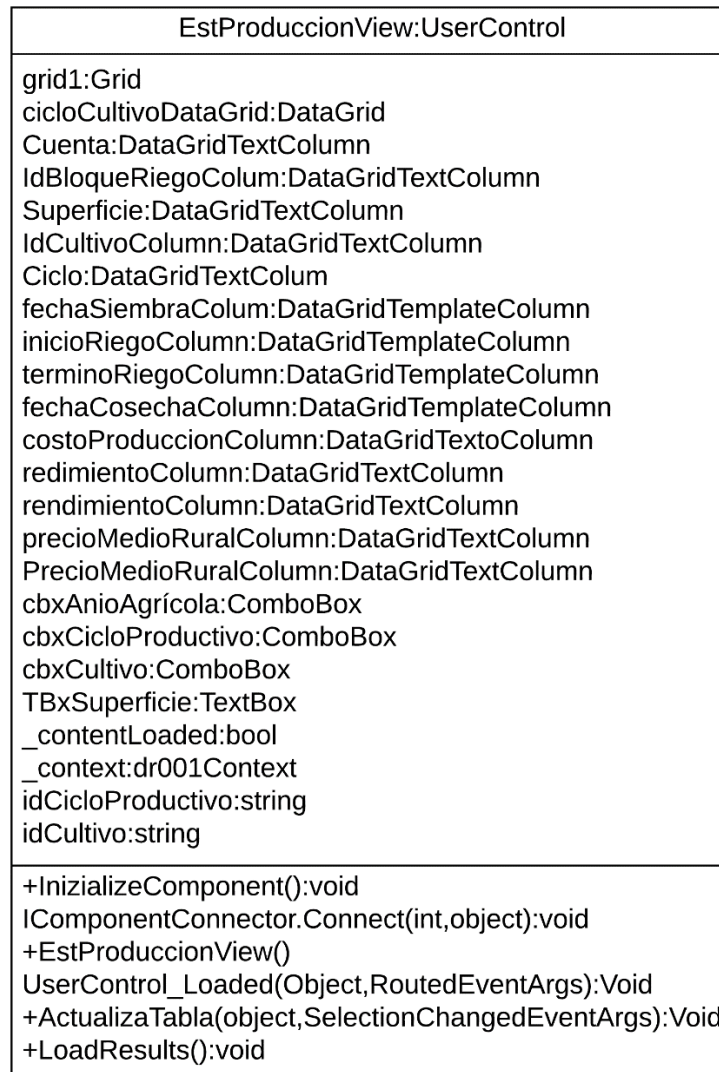 EstProduccionView:UserControl
grid1:Grid
cicloCultivoDataGrid:DataGrid
Cuenta:DataGridTextColumn
IdBloqueRiegoColum:DataGridTextColumn
Superficie:DataGridTextColumn
IdCultivoColumn:DataGridTextColumn
Ciclo:DataGridTextColum
fechaSiembraColum:DataGridTemplateColumn
inicioRiegoColumn:DataGridTemplateColumn
terminoRiegoColumn:DataGridTemplateColumn
fechaCosechaColumn:DataGridTemplateColumn
costoProduccionColumn:DataGridTextoColumn
redimientoColumn:DataGridTextColumn
rendimientoColumn:DataGridTextColumn
precioMedioRuralColumn:DataGridTextColumn
PrecioMedioRuralColumn:DataGridTextColumn
cbxAnioAgrícola:ComboBox
cbxCicloProductivo:ComboBox
cbxCultivo:ComboBox
TBxSuperficie:TextBox
_contentLoaded:bool
_context:dr001Context
idCicloProductivo:string
idCultivo:string
+InizializeComponent():void
IComponentConnector.Connect(int,object):void
+EstProduccionView()
UserControl_Loaded(Object,RoutedEventArgs):Void
+ActualizaTabla(object,SelectionChangedEventArgs):Void
+LoadResults():void